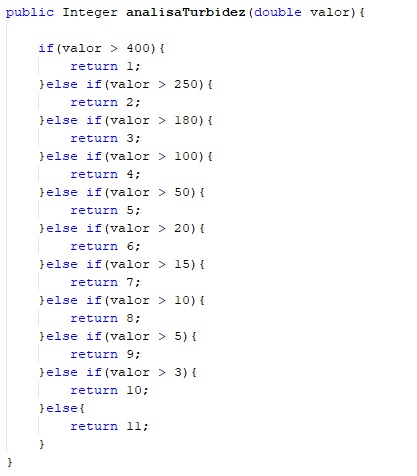 public Integer analisaTurbidez(double valor){
if(valor > 400){
return 1;
}else if(valor > 250){
return 2;
}else if(valor > 180){
return 3;
}else if(valor > 100){
return 4;
}else if(valor > 50){
return 5;
}else if(valor > 20){
return 6;
}else if(valor > 15){
return 7;
}else if(valor > 10){
return 8;
}else if(valor > 5){
return 9;
}else if(valor > 3){
return 10;
}else{
return 11;
}
}